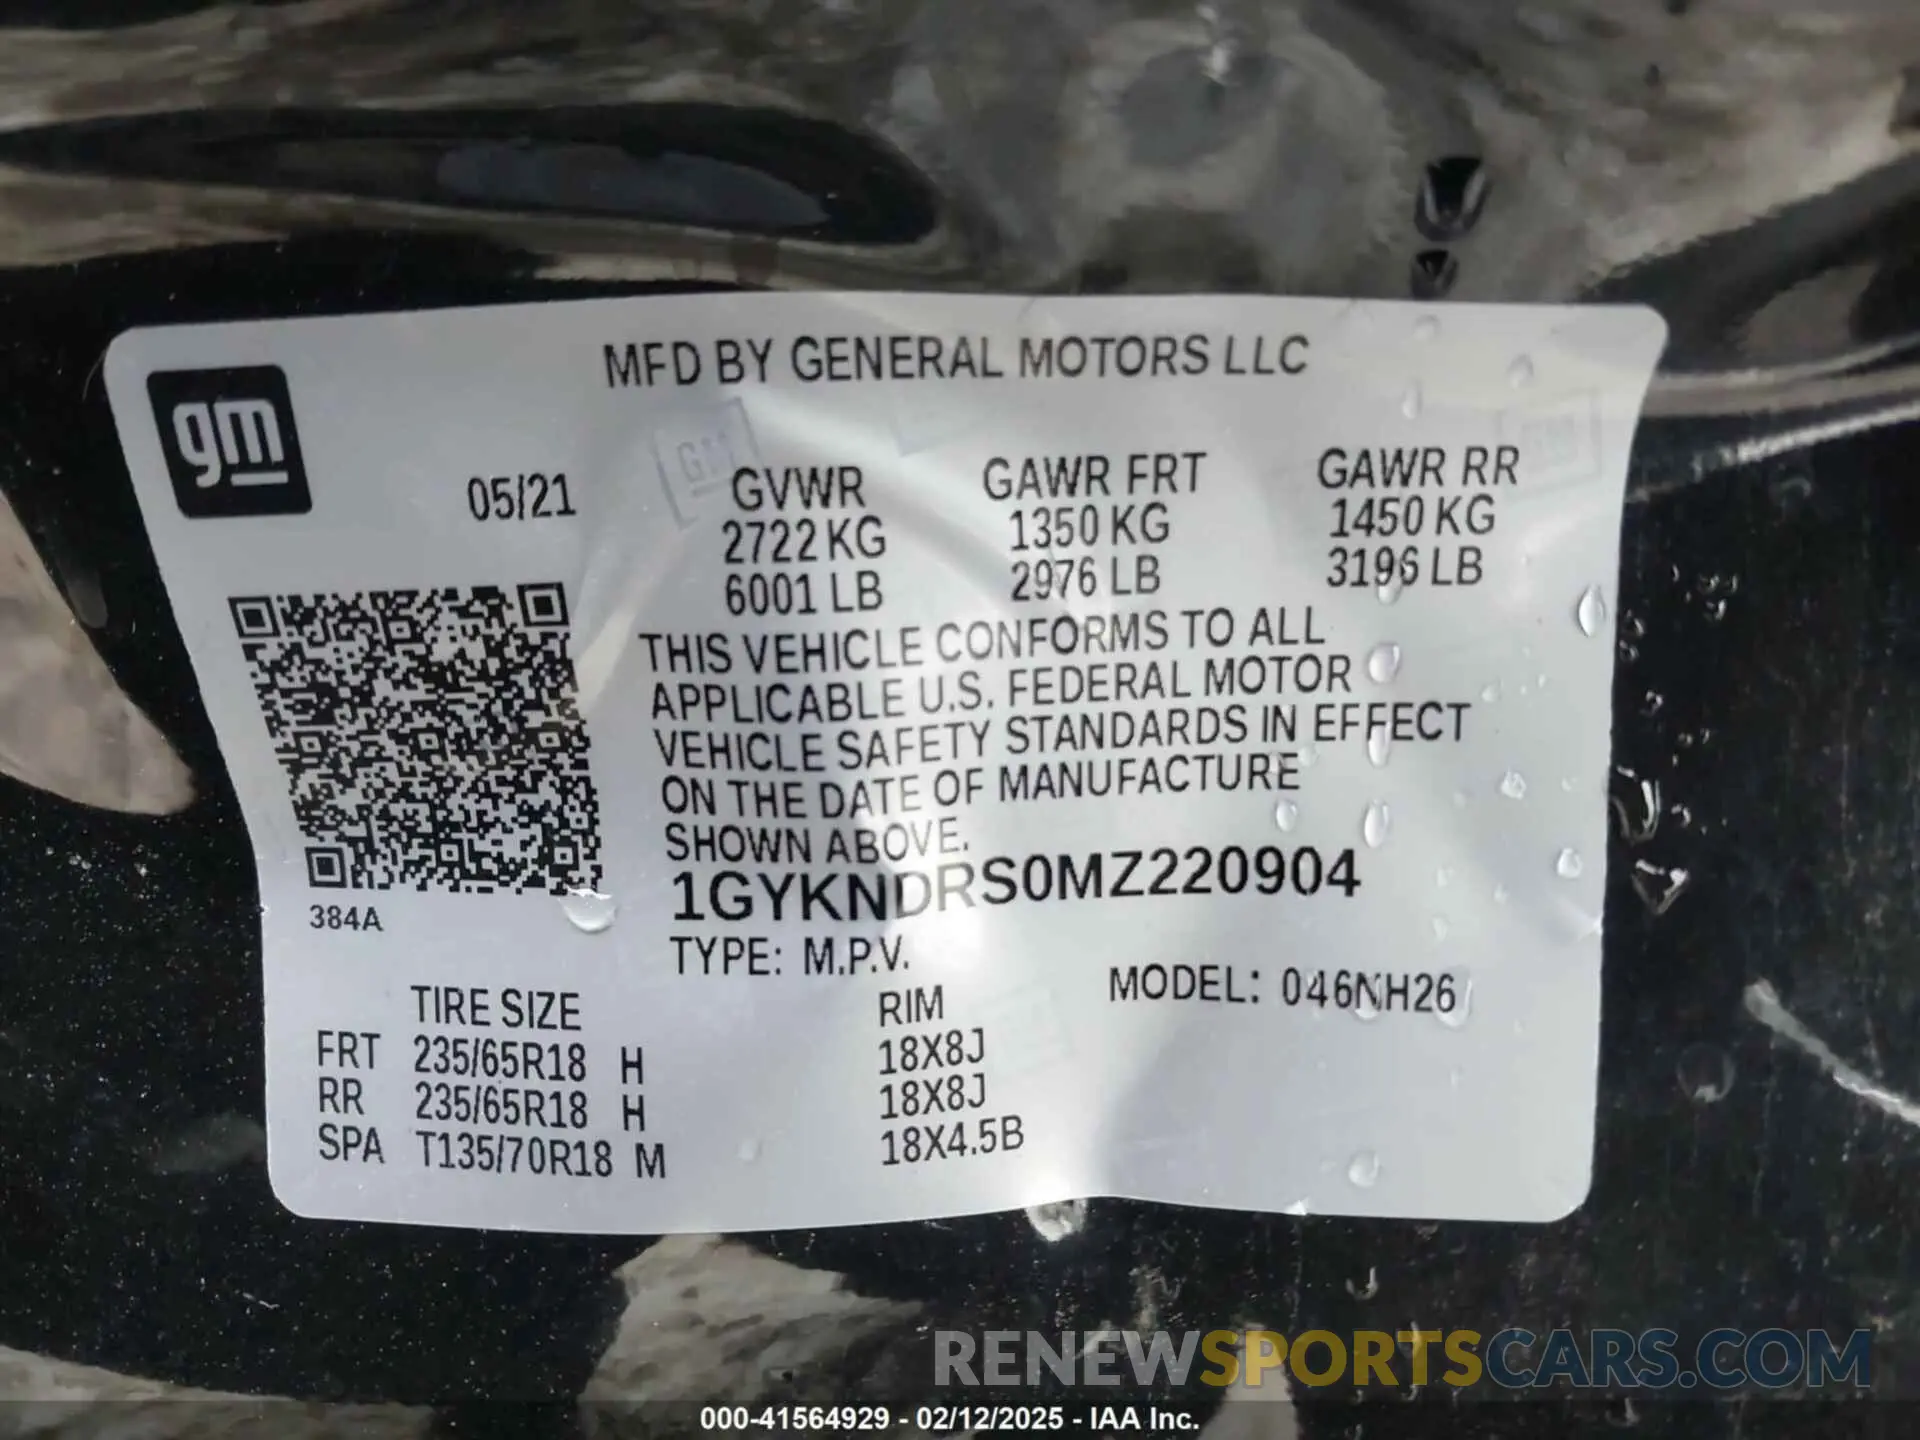 MFD BY GENERAL MOTORS LLC
gm
05/21
GVWR GAWR FRT GAWR RR
2722 KG 1350 KG 1450 KG
6001 LB 2976 LB 3196 LB
THIS VEHICLE CONFORMS TO ALL
APPLICABLE U.S. FEDERAL MOTOR
VEHICLE SAFETY STANDARDS IN EFFECT
ON THE DATE OF MANUFACTURE
SHOWN ABOVE.
1GYKNDRS0MZ220904
384A
TYPE: M.P.V. MODEL: 046NH26
TIRE SIZE RIM
FRT 235/65R18 H 18X8J
RR 235/65R18 H 18X8J
SPA T135/70R18 M 18X4.5B
GM
RENEWSPORTSCARS.COM
000-41564929 - 02/12/2025 - IAA Inc.